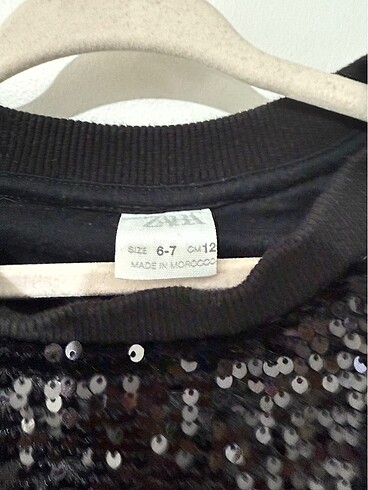 ZARA
SIZE 6-7 CM 12
MADE IN MOROCCO